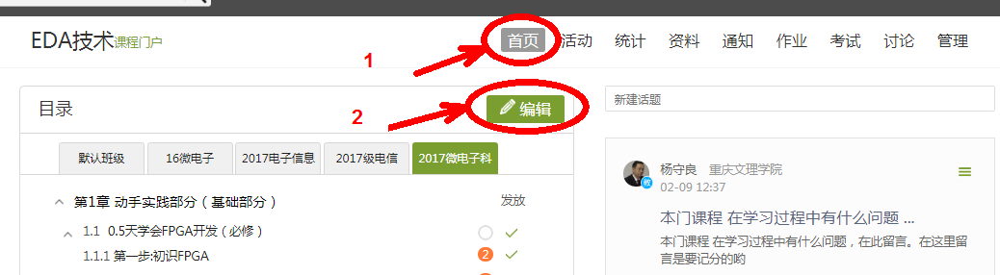 EDA技术课程门户
首页 活动 统计 资料 通知 作业 考试 讨论 管理
1
目录
编辑
2
默认班级 16微电子 2017电子信息 2017级电信 2017微电子科
第1章 动手实践部分（基础部分） 发放
1.1 0.5天学会FPGA开发（必修）
1.1.1 第一步:初识FPGA 2
新建话题
杨守良 重庆文理学院
教
02-09 12:37
本门课程 在学习过程中有什么问题 ...
本门课程 在学习过程中有什么问题，在此留言。在这里留
言是要记分的哟